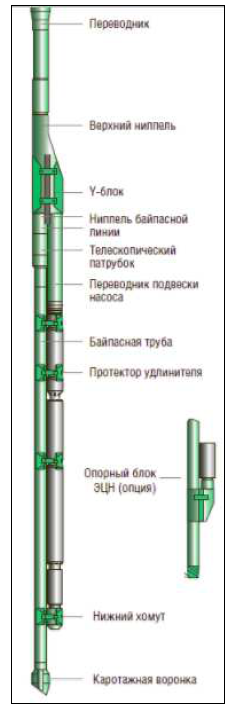 Переводник
Верхний ниппель
Y-блок
Ниппель байпасной
линии
Телескопический
патрубок
Переводник подвески
насоса
Байпасная труба
Протектор удлинителя
Опорный блок
ЭЦН (опция)
Нижний хомут
Каротажная воронка